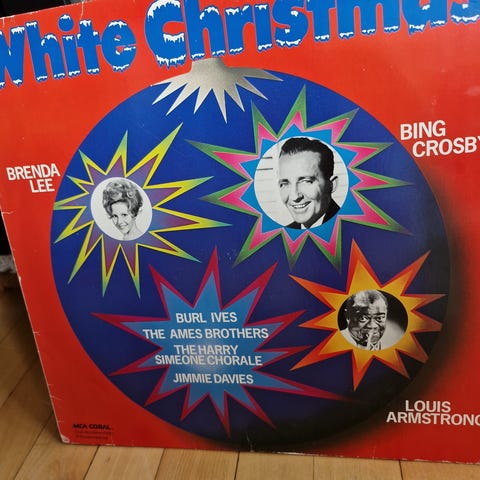 White Christmas
BRENDA
LEE
BING
CROSBY
BURL IVES
THE AMES BROTHERS
THE HARRY
SIMEONE CHORALE
JIMMIE DAVIES
LOUIS
ARMSTRONG
MCA CORAL